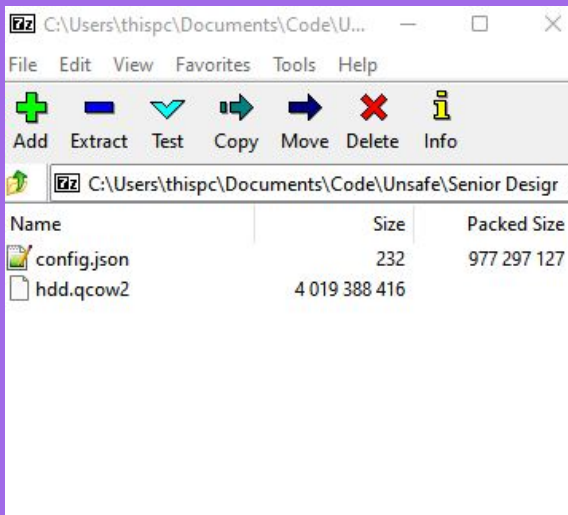 7z C:\Users\thispc\Documents\Code\U...
File Edit View Favorites Tools Help
Add Extract Test Copy Move Delete Info
7z C:\Users\thispc\Documents\Code\Unsafe\Senior Desigr
Name Size Packed Size
config.json 232 977 297 127
hdd.qcow2 4 019 388 416